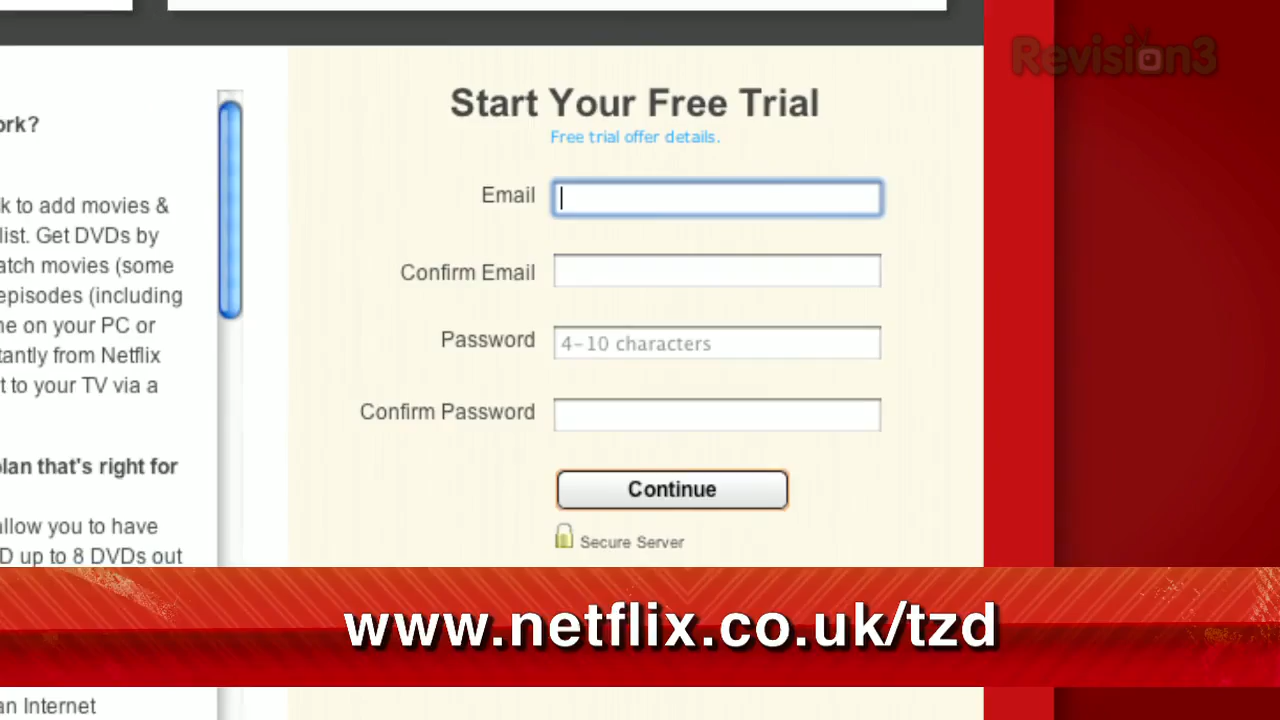 Revision3
ork?
k to add movies &
list. Get DVDs by
atch movies (some
episodes (including
ne on your PC or
tantly from Netflix
t to your TV via a
lan that's right for
allow you to have
D up to 8 DVDs out
an Internet
Start Your Free Trial
Free trial offer details.
Email
Confirm Email
Password
4-10 characters
Confirm Password
Continue
Secure Server
www.netflix.co.uk/tzd